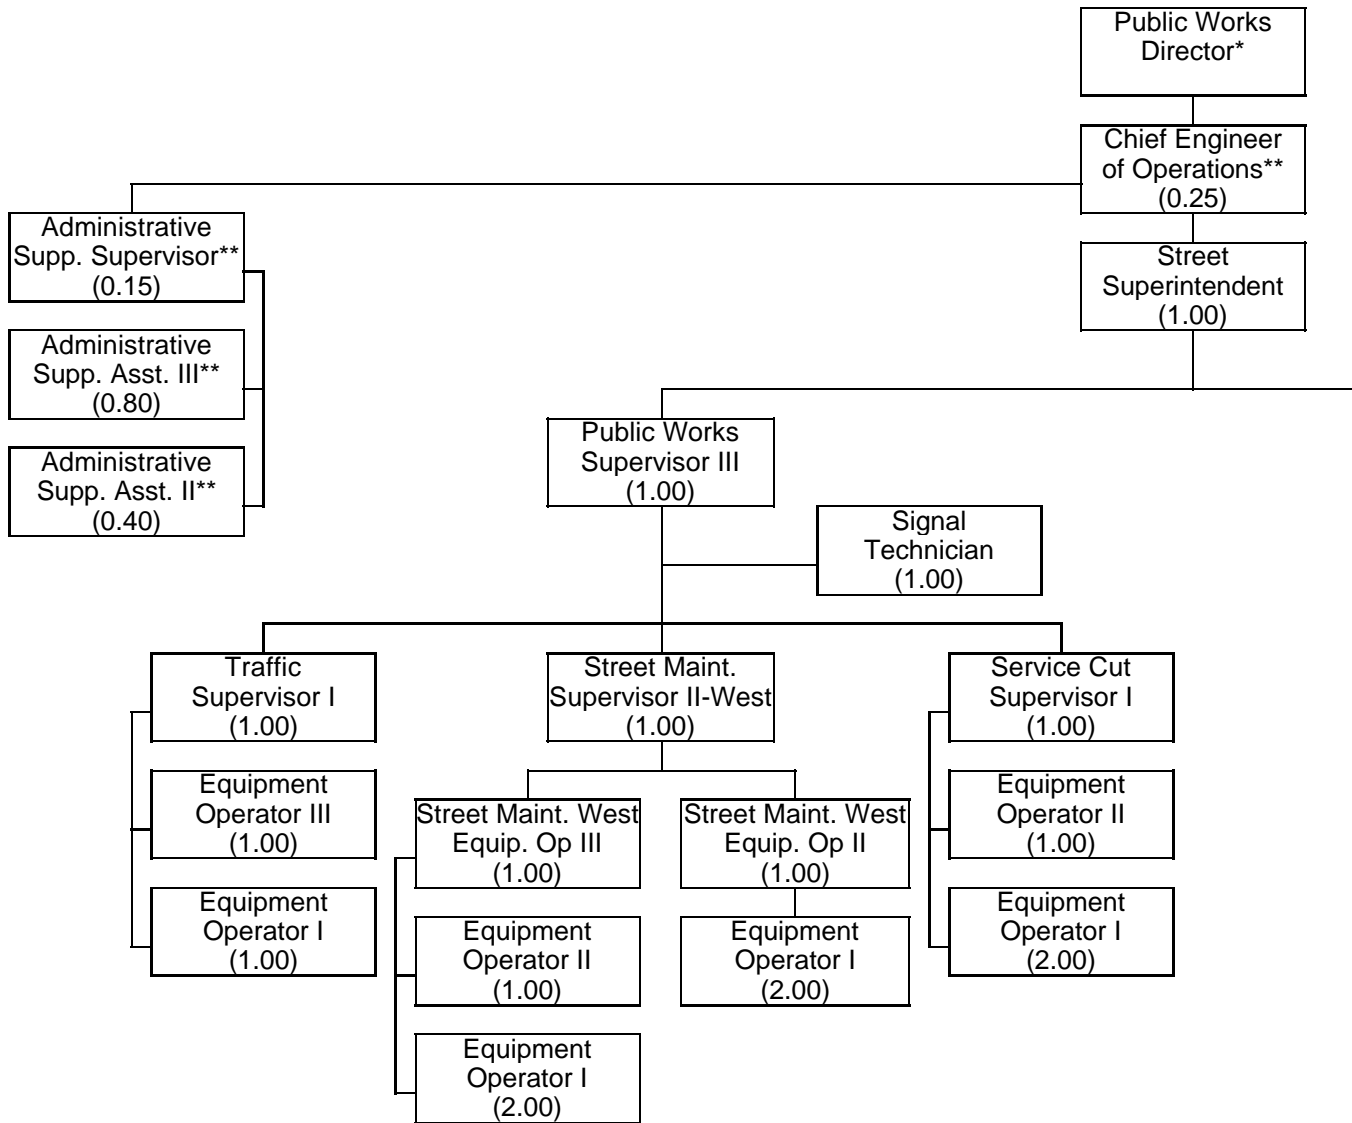 Public Works
Director*
Chief Engineer
of Operations**
(0.25)
Administrative
Supp. Supervisor**
(0.15)
Street
Superintendent
(1.00)
Administrative
Supp. Asst. III**
(0.80)
Public Works
Supervisor III
(1.00)
Administrative
Supp. Asst. II**
(0.40)
Signal
Technician
(1.00)
Traffic
Supervisor I
(1.00)
Street Maint.
Supervisor II-West
(1.00)
Service Cut
Supervisor I
(1.00)
Equipment
Operator III
(1.00)
Street Maint. West
Equip. Op III
(1.00)
Street Maint. West
Equip. Op II
(1.00)
Equipment
Operator II
(1.00)
Equipment
Operator I
(1.00)
Equipment
Operator II
(1.00)
Equipment
Operator I
(2.00)
Equipment
Operator I
(2.00)
Equipment
Operator I
(2.00)